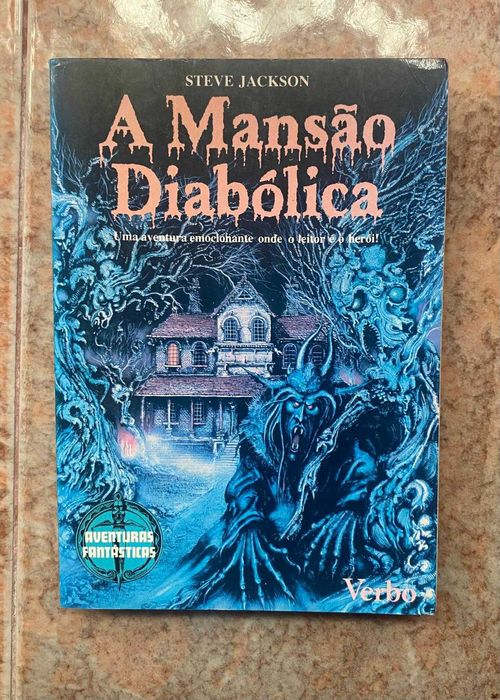 STEVE JACKSON
A Mansão
Diabólica
Uma aventura emocionante onde o leitor é o herói!
AVENTURAS
FANTÁSTICAS
Verbo